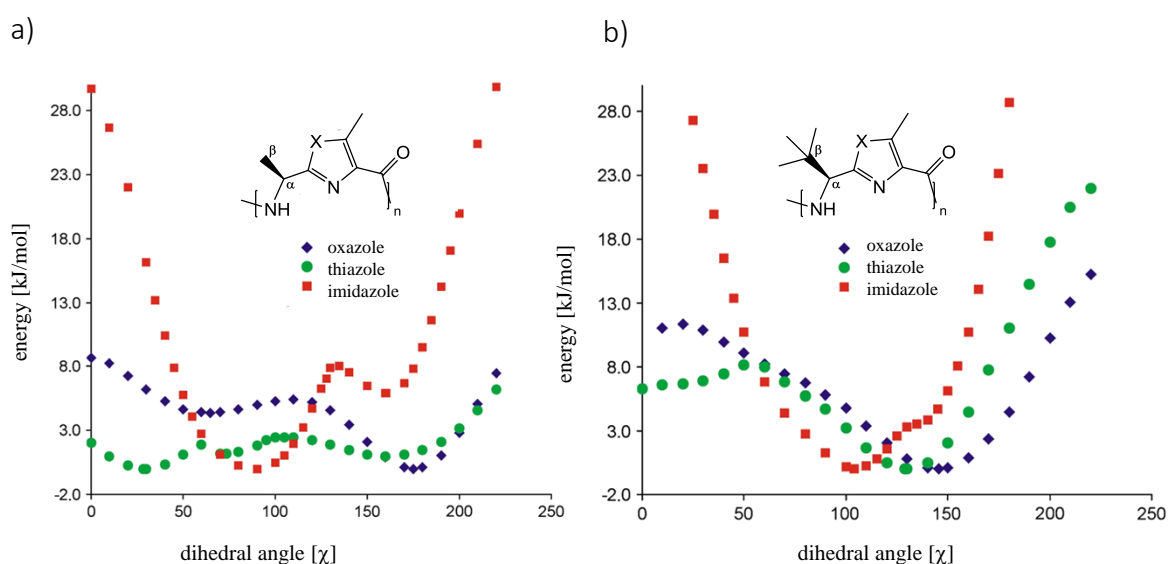 a)
energy [kJ/mol]
28.0
23.0
18.0
13.0
8.0
3.0
-2.0
0
50
100
150
200
250
dihedral angle [χ]
β
α
X
N
O
NH
n
oxazole
thiazole
imidazole
b)
energy [kJ/mol]
28.0
23.0
18.0
13.0
8.0
3.0
-2.0
0
50
100
150
200
250
dihedral angle [χ]
β
α
X
N
O
NH
n
oxazole
thiazole
imidazole